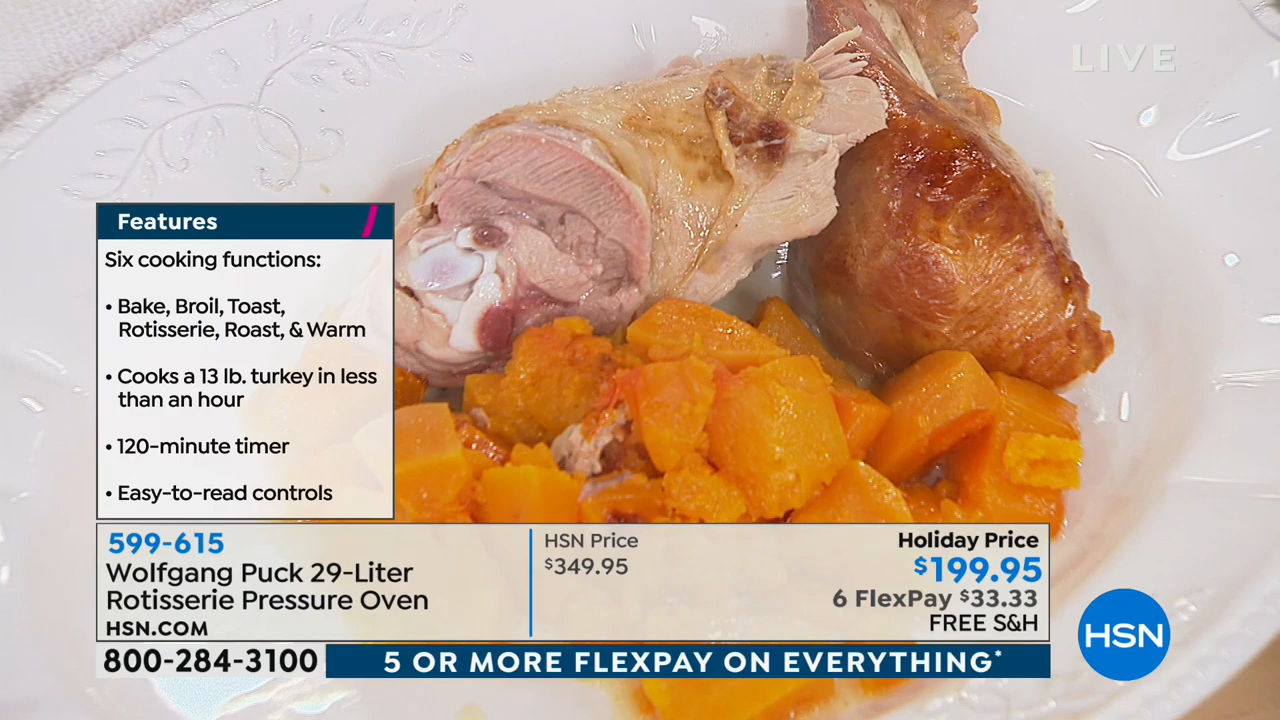 LIVE
Features
Six cooking functions:
• Bake, Broil, Toast,
Rotisserie, Roast, & Warm
• Cooks a 13 lb. turkey in less
than an hour
• 120-minute timer
• Easy-to-read controls
599-615
Wolfgang Puck 29-Liter
Rotisserie Pressure Oven
HSN.COM
HSN Price
$349.95
Holiday Price
$199.95
6 FlexPay $33.33
FREE S&H
HSN
800-284-3100
5 OR MORE FLEXPAY ON EVERYTHING*